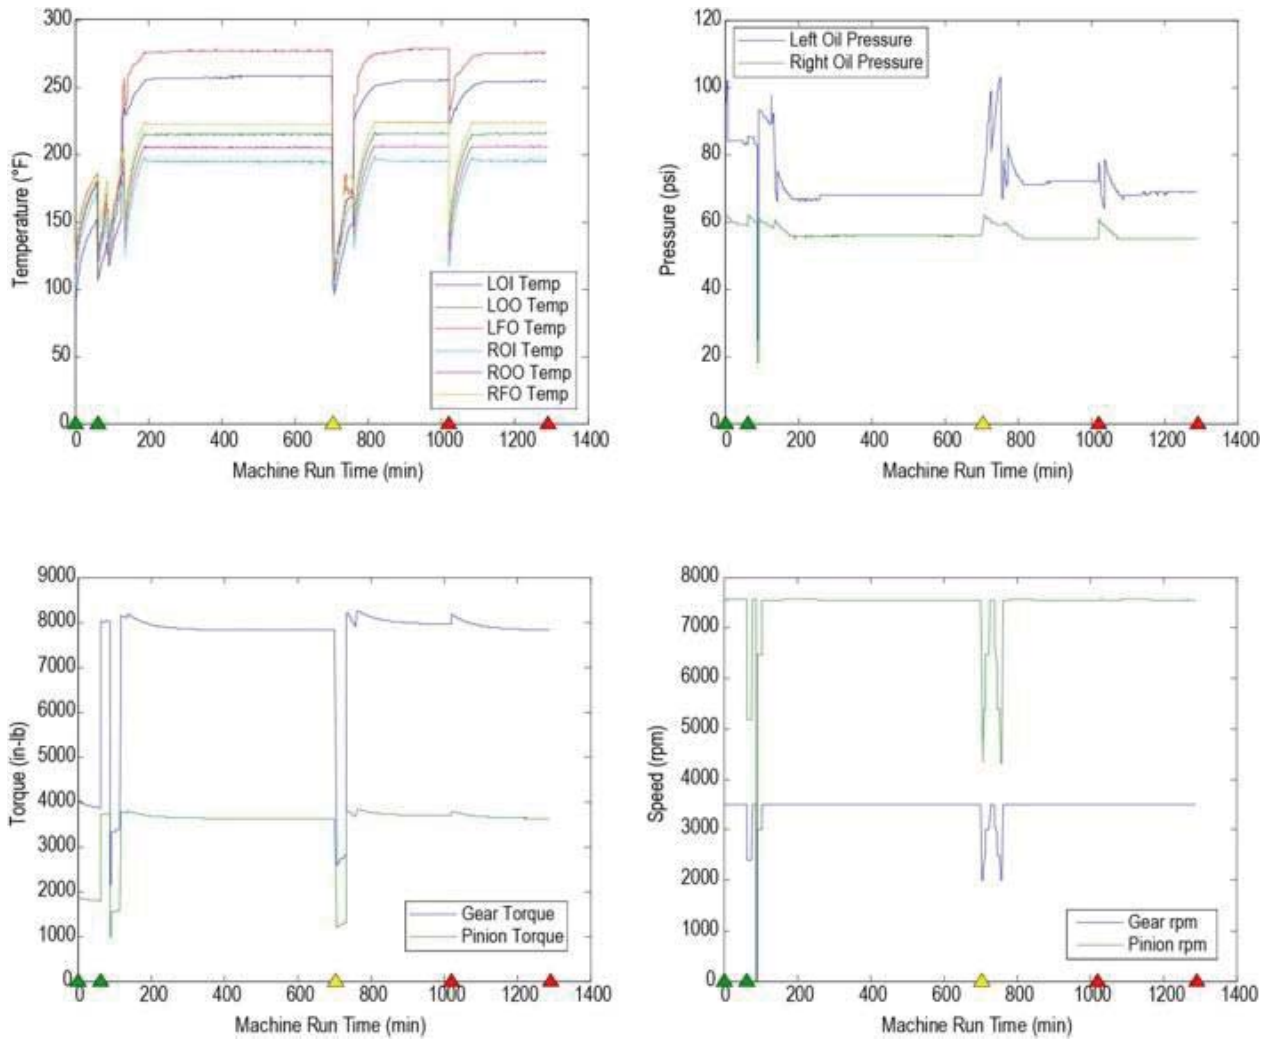 300
250
200
150
100
50
0
Temperature (°F)
LOI Temp
LOO Temp
LFO Temp
ROI Temp
ROO Temp
RFO Temp
0 200 400 600 800 1000 1200 1400
Machine Run Time (min)
120
100
80
60
40
20
0
Pressure (psi)
Left Oil Pressure
Right Oil Pressure
0 200 400 600 800 1000 1200 1400
Machine Run Time (min)
9000
8000
7000
6000
5000
4000
3000
2000
1000
0
Torque (in-lb)
Gear Torque
Pinion Torque
0 200 400 600 800 1000 1200 1400
Machine Run Time (min)
8000
7000
6000
5000
4000
3000
2000
1000
0
Speed (rpm)
Gear rpm
Pinion rpm
0 200 400 600 800 1000 1200 1400
Machine Run Time (min)